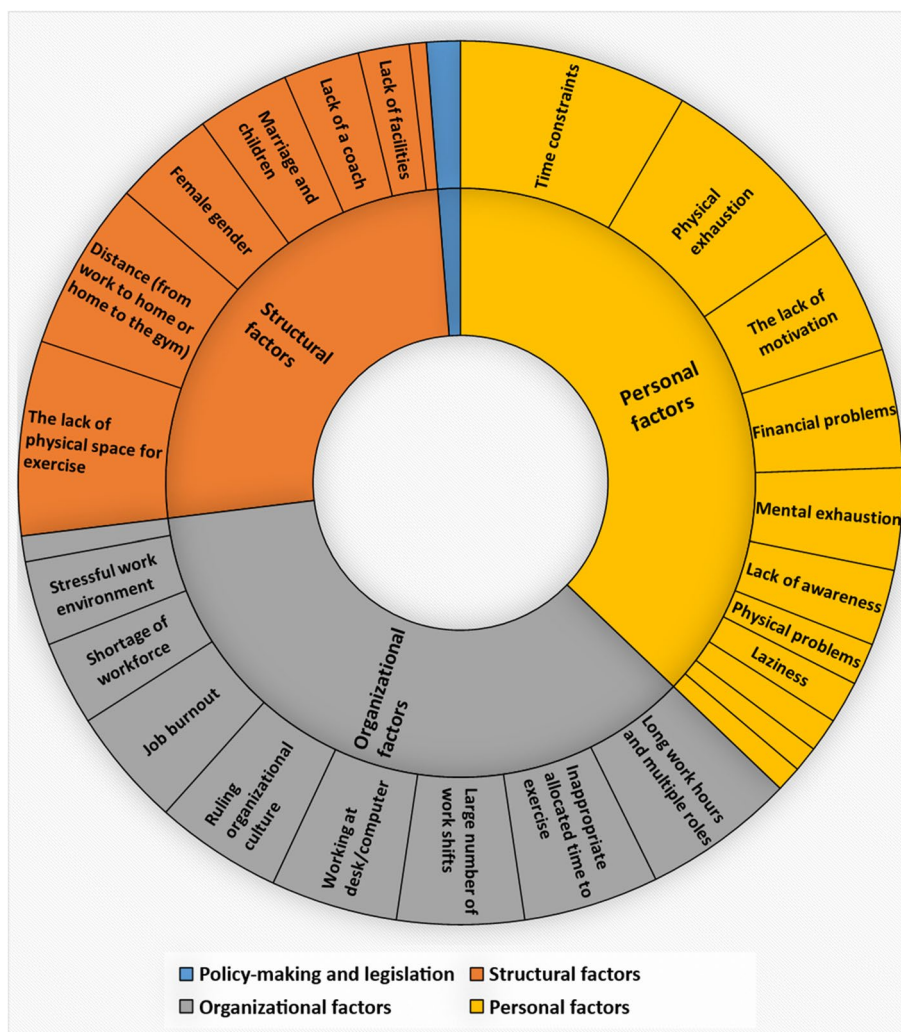 Time constraints
Physical
exhaustion
The lack of
motivation
Financial problems
Mental exhaustion
Lack of awareness
Physical problems
Laziness
Personal
factors
Long work hours
and multiple roles
Inappropriate
allocated time to
exercise
Large number of
work shifts
Working at
desk/computer
Ruling
organizational
culture
Job burnout
Shortage of
workforce
Stressful work
environment
Organizational
factors
The lack of
physical space for
exercise
Distance (from
work to home or
home to the gym)
Female gender
Marriage and
children
Lack of a coach
Lack of facilities
Structural
factors
Policy-making and legislation
Structural factors
Organizational factors
Personal factors